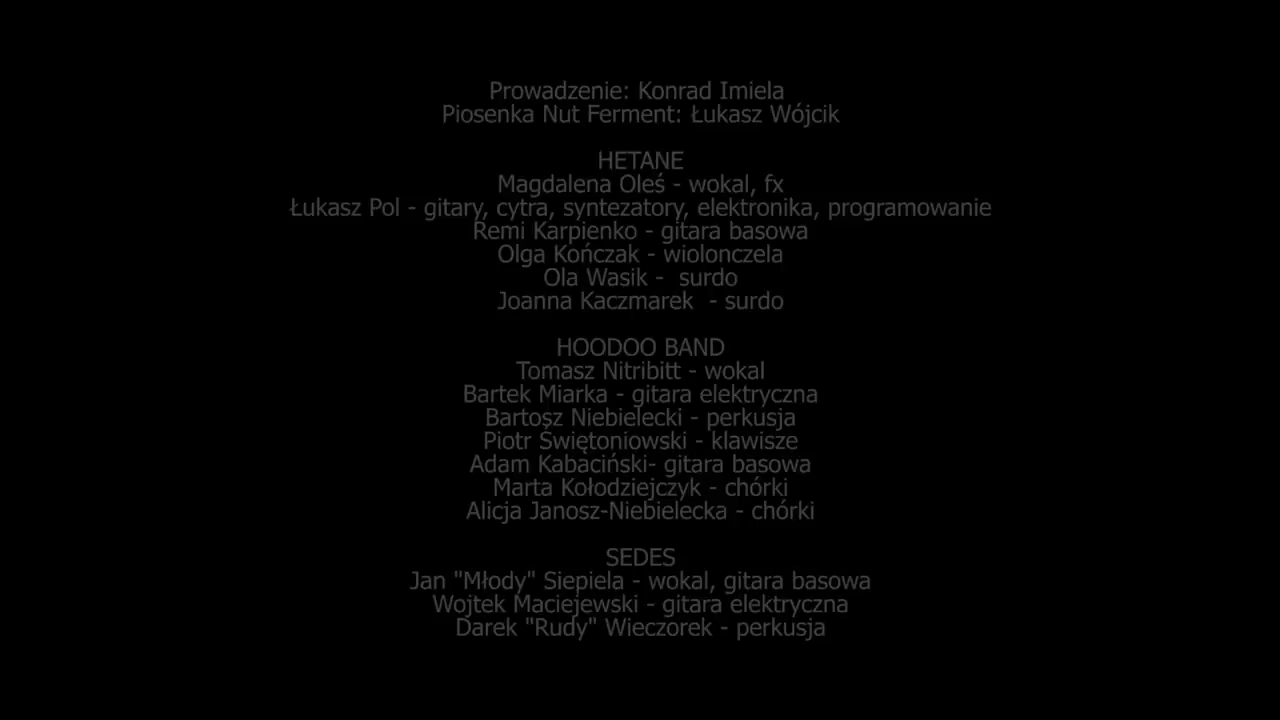 Prowadzenie: Konrad Imiela
Piosenka Nut Ferment: Łukasz Wójcik
HETANE
Magdalena Oleś - wokal, fx
Łukasz Pol - gitary, cytra, syntezatory, elektronika, programowanie
Remi Karpienko - gitara basowa
Olga Kończak - wiolonczela
Ola Wasik -  surdo
Joanna Kaczmarek  - surdo
HOODOO BAND
Tomasz Nitribitt - wokal
Bartek Miarka - gitara elektryczna
Bartosz Niebielecki - perkusja
Piotr Świętoniowski - klawisze
Adam Kabaciński- gitara basowa
Marta Kołodziejczyk - chórki
Alicja Janosz-Niebielecka - chórki
SEDES
Jan "Młody" Siepiela - wokal, gitara basowa
Wojtek Maciejewski - gitara elektryczna
Darek "Rudy" Wieczorek - perkusja